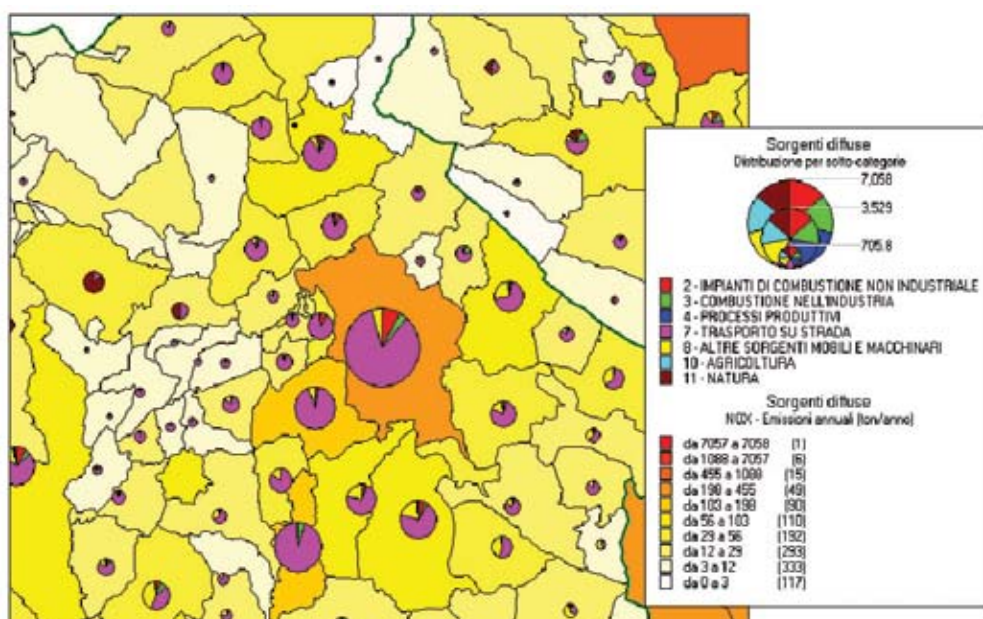 Sorgenti diffuse
Distribuzione per sotto-categorie
7,058
3.529
705.8
2 - IMPIANTI DI COMBUSTIONE NON INDUSTRIALE
3 - COMBUSTIONE NELL'INDUSTRIA
4 - PROCESSI PRODUTTIVI
7 - TRASPORTO SU STRADA
8 - ALTRE SORGENTI MOBILI E MACCHINARI
10 - AGRICOLTURA
11 - NATURA
Sorgenti diffuse
NOX - Emissioni annuali (ton/anno)
da 7057 a 7058 (1)
da 1088 a 7057 (6)
da 455 a 1088 (15)
da 198 a 455 (49)
da 103 a 198 (90)
da 56 a 103 (110)
da 29 a 56 (192)
da 12 a 29 (293)
da 3 a 12 (333)
da 0 a 3 (117)